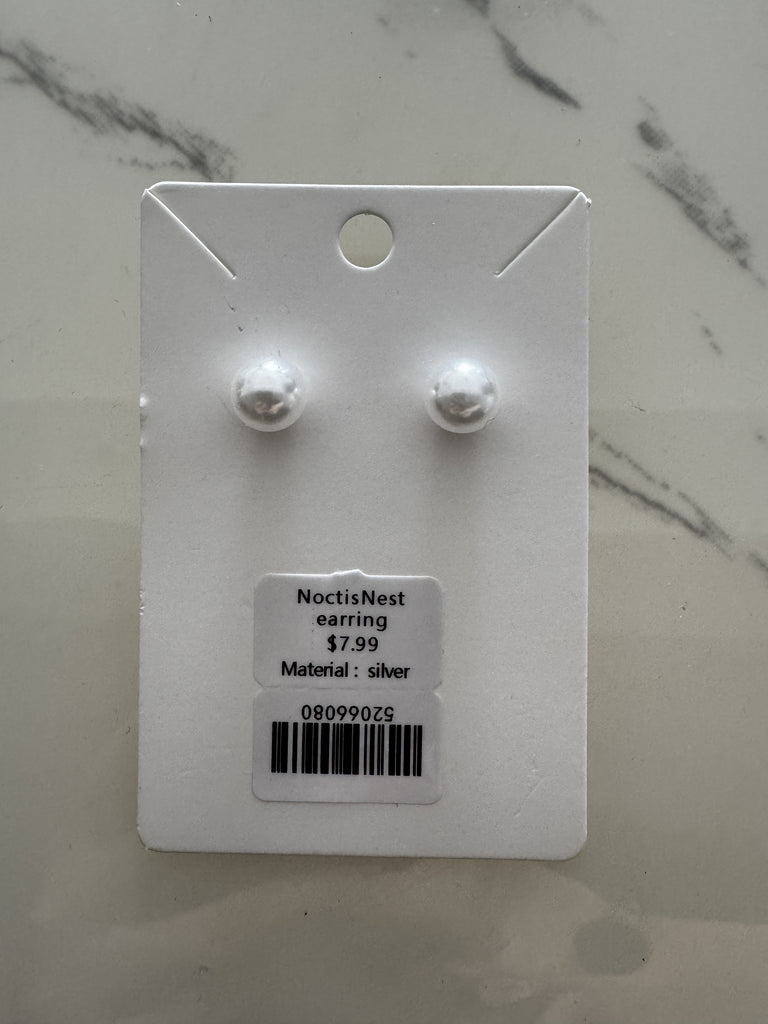 NoctisNest
earring
$7.99
Material : silver
52066080